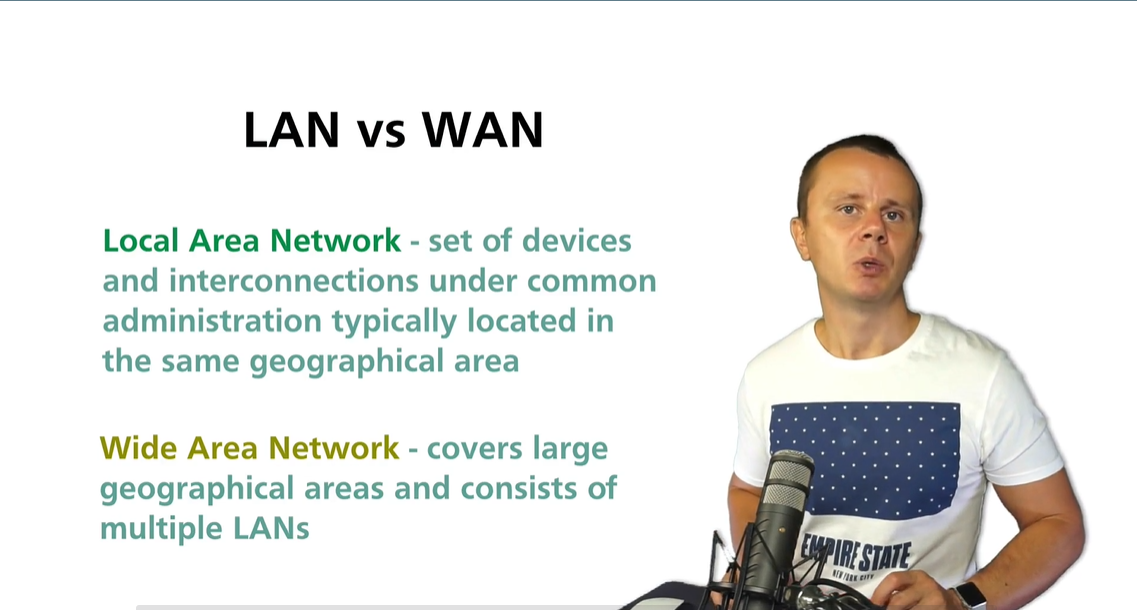 LAN vs WAN
Local Area Network - set of devices
and interconnections under common
administration typically located in
the same geographical area
Wide Area Network - covers large
geographical areas and consists of
multiple LANs
EMPIRE STATE
NEW YORK CITY